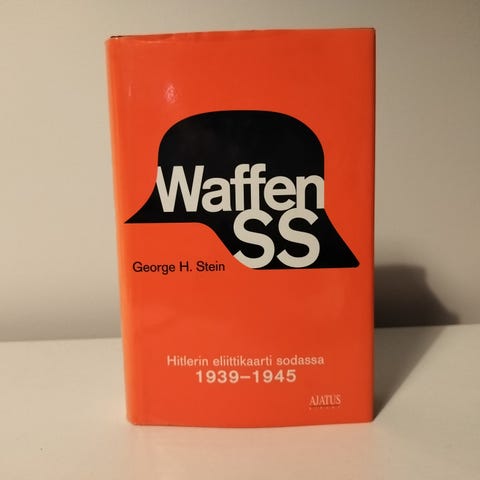 Waffen
SS
George H. Stein
Hitlerin eliittikaarti sodassa
1939–1945
AJATUS